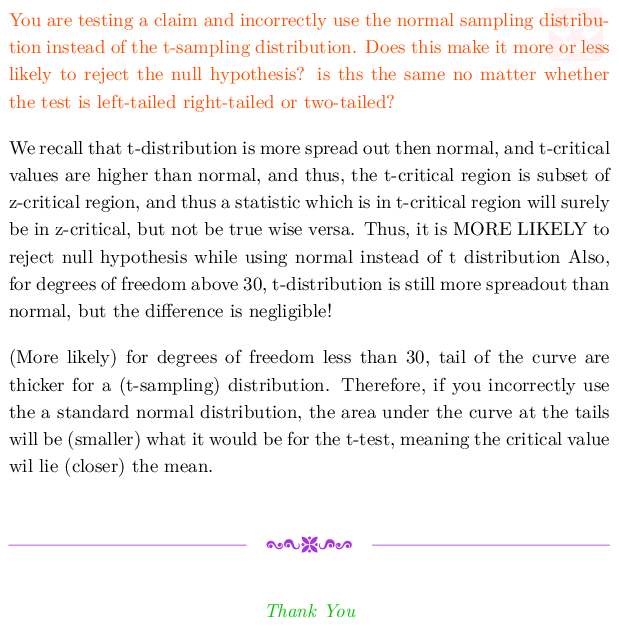 You are testing a claim and incorrectly use the normal sampling distribu-
tion instead of the t-sampling distribution. Does this make it more or less
likely to reject the null hypothesis? is ths the same no matter whether
the test is left-tailed right-tailed or two-tailed?
We recall that t-distribution is more spread out then normal, and t-critical
values are higher than normal, and thus, the t-critical region is subset of
z-critical region, and thus a statistic which is in t-critical region will surely
be in z-critical, but not be true wise versa. Thus, it is MORE LIKELY to
reject null hypothesis while using normal instead of t distribution Also,
for degrees of freedom above 30, t-distribution is still more spreadout than
normal, but the difference is negligible!
(More likely) for degrees of freedom less than 30, tail of the curve are
thicker for a (t-sampling) distribution. Therefore, if you incorrectly use
the a standard normal distribution, the area under the curve at the tails
will be (smaller) what it would be for the t-test, meaning the critical value
wil lie (closer) the mean.
Thank You